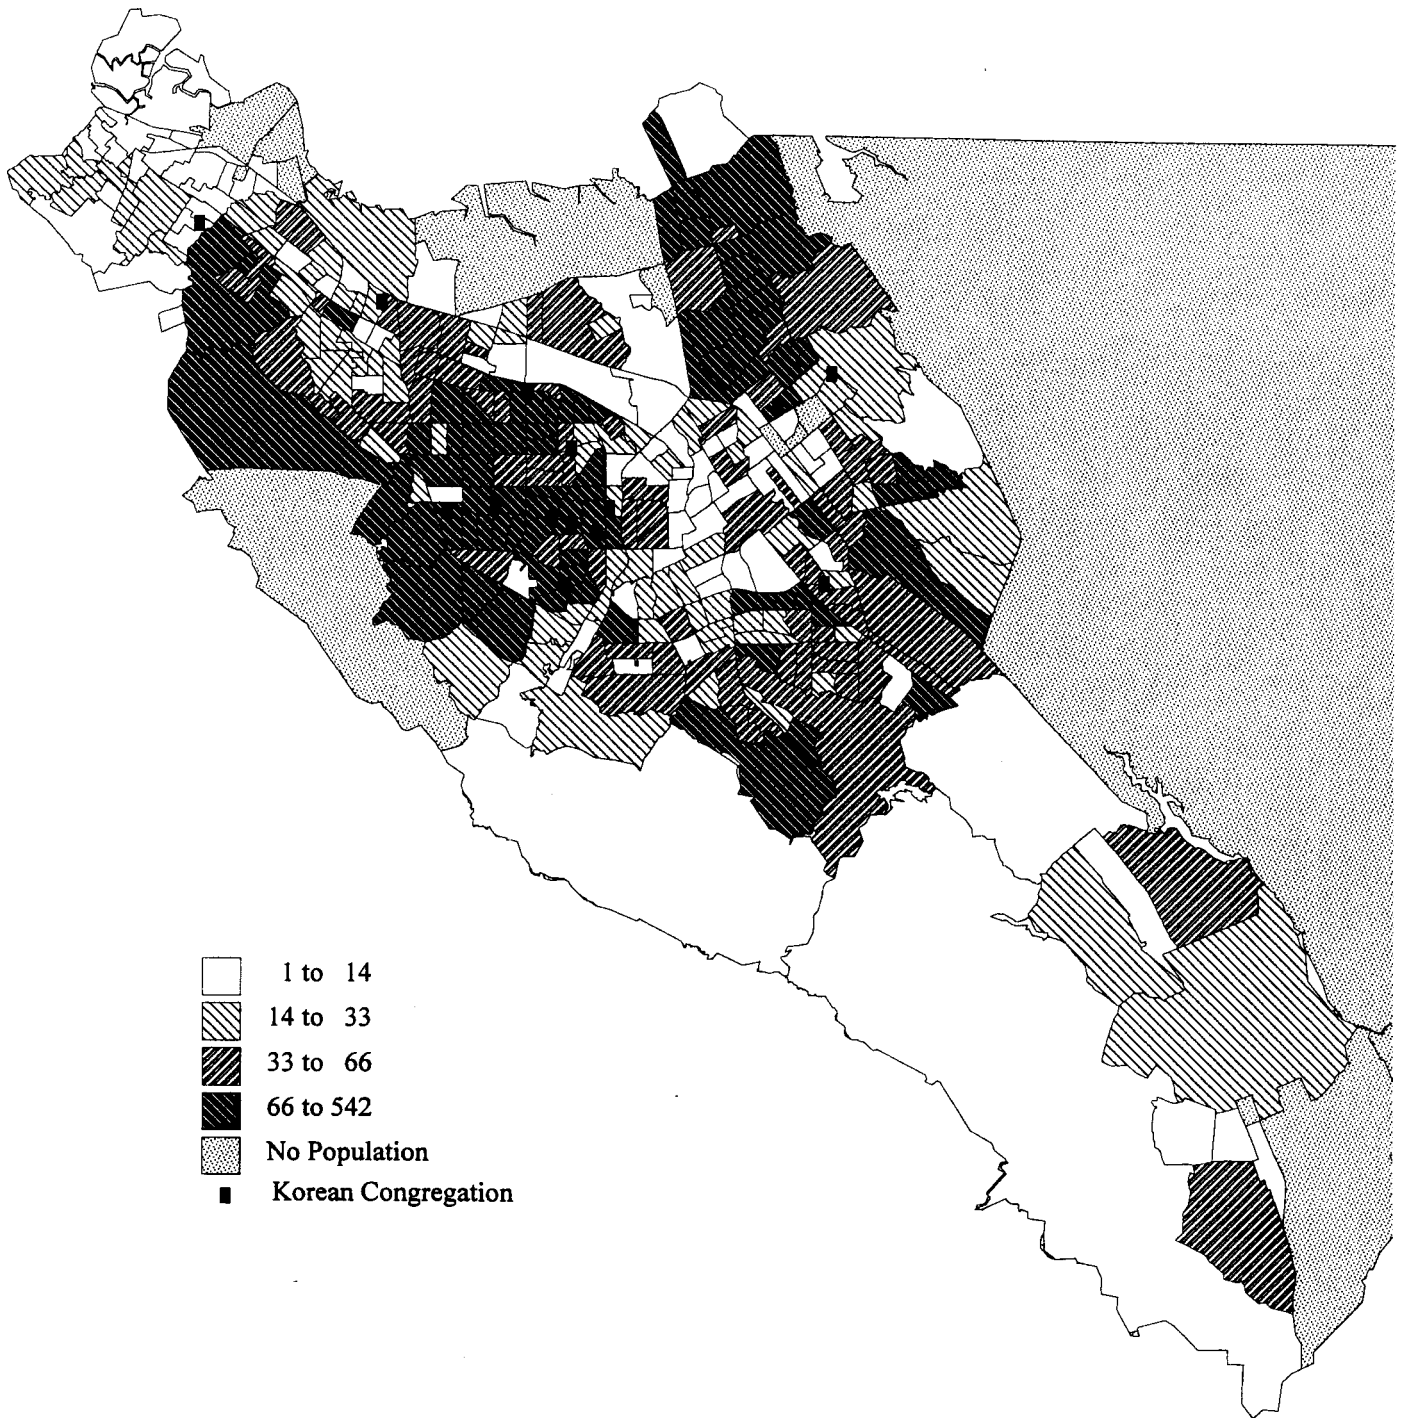 1 to 14
14 to 33
33 to 66
66 to 542
No Population
Korean Congregation